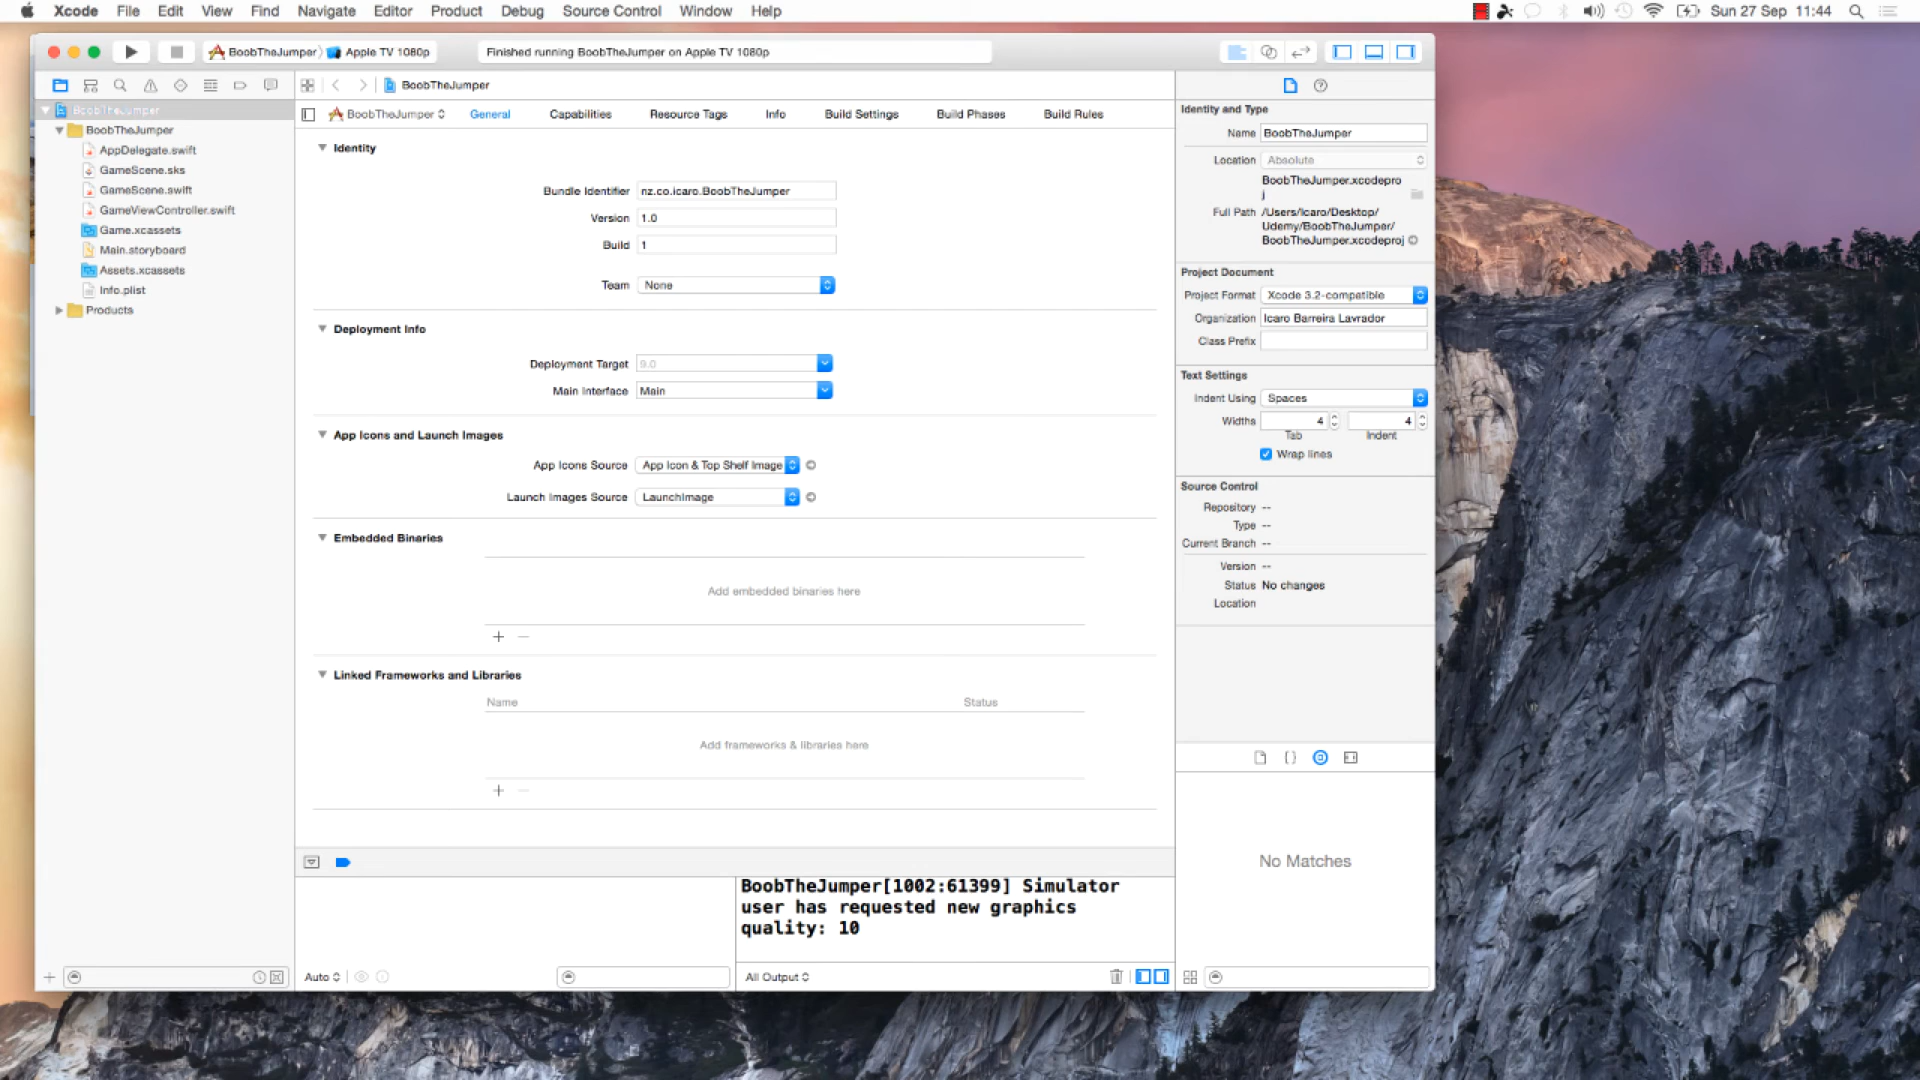 Xcode File Edit View Find Navigate Editor Product Debug Source Control Window Help Sun 27 Sep 11:44
BoobTheJumper Apple TV 1080p Finished running BoobTheJumper on Apple TV 1080p
BoobTheJumper
BoobTheJumper
BoobTheJumper
AppDelegate.swift
GameScene.sks
GameScene.swift
GameViewController.swift
Game.xcassets
Main.storyboard
Assets.xcassets
Info.plist
Products
BoobTheJumper General Capabilities Resource Tags Info Build Settings Build Phases Build Rules
Identity
Bundle Identifier nz.co.icaro.BoobTheJumper
Version 1.0
Build 1
Team None
Deployment Info
Deployment Target 9.0
Main Interface Main
App Icons and Launch Images
App Icons Source App Icon & Top Shelf Image
Launch Images Source LaunchImage
Embedded Binaries
Add embedded binaries here
Linked Frameworks and Libraries
Name Status
Add frameworks & libraries here
BoobTheJumper[1002:61399] Simulator
user has requested new graphics
quality: 10
Auto
All Output
Identity and Type
Name BoobTheJumper
Location Absolute
BoobTheJumper.xcodepro
j
Full Path /Users/icaro/Desktop/
Udemy/BoobTheJumper/
BoobTheJumper.xcodeproj
Project Document
Project Format Xcode 3.2-compatible
Organization Icaro Barreira Lavrador
Class Prefix
Text Settings
Indent Using Spaces
Widths 4 4
Tab Indent
Wrap lines
Source Control
Repository --
Type --
Current Branch --
Version --
Status No changes
Location
No Matches